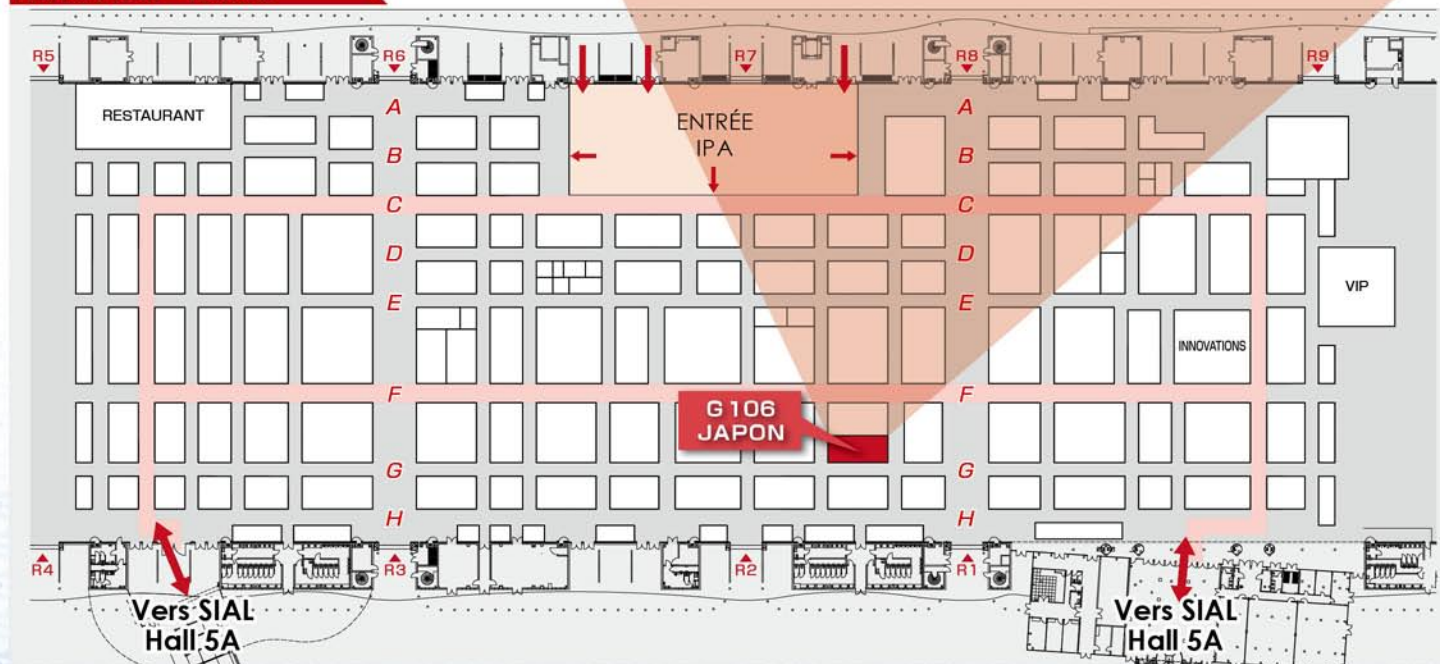 R5
R6
R7
R8
R9
RESTAURANT
A
A
ENTRÉE
IPA
B
B
C
C
D
D
VIP
E
E
INNOVATIONS
F
F
G 106
JAPON
G
G
H
H
R4
R3
R2
R1
Vers SIAL
Hall 5A
Vers SIAL
Hall 5A